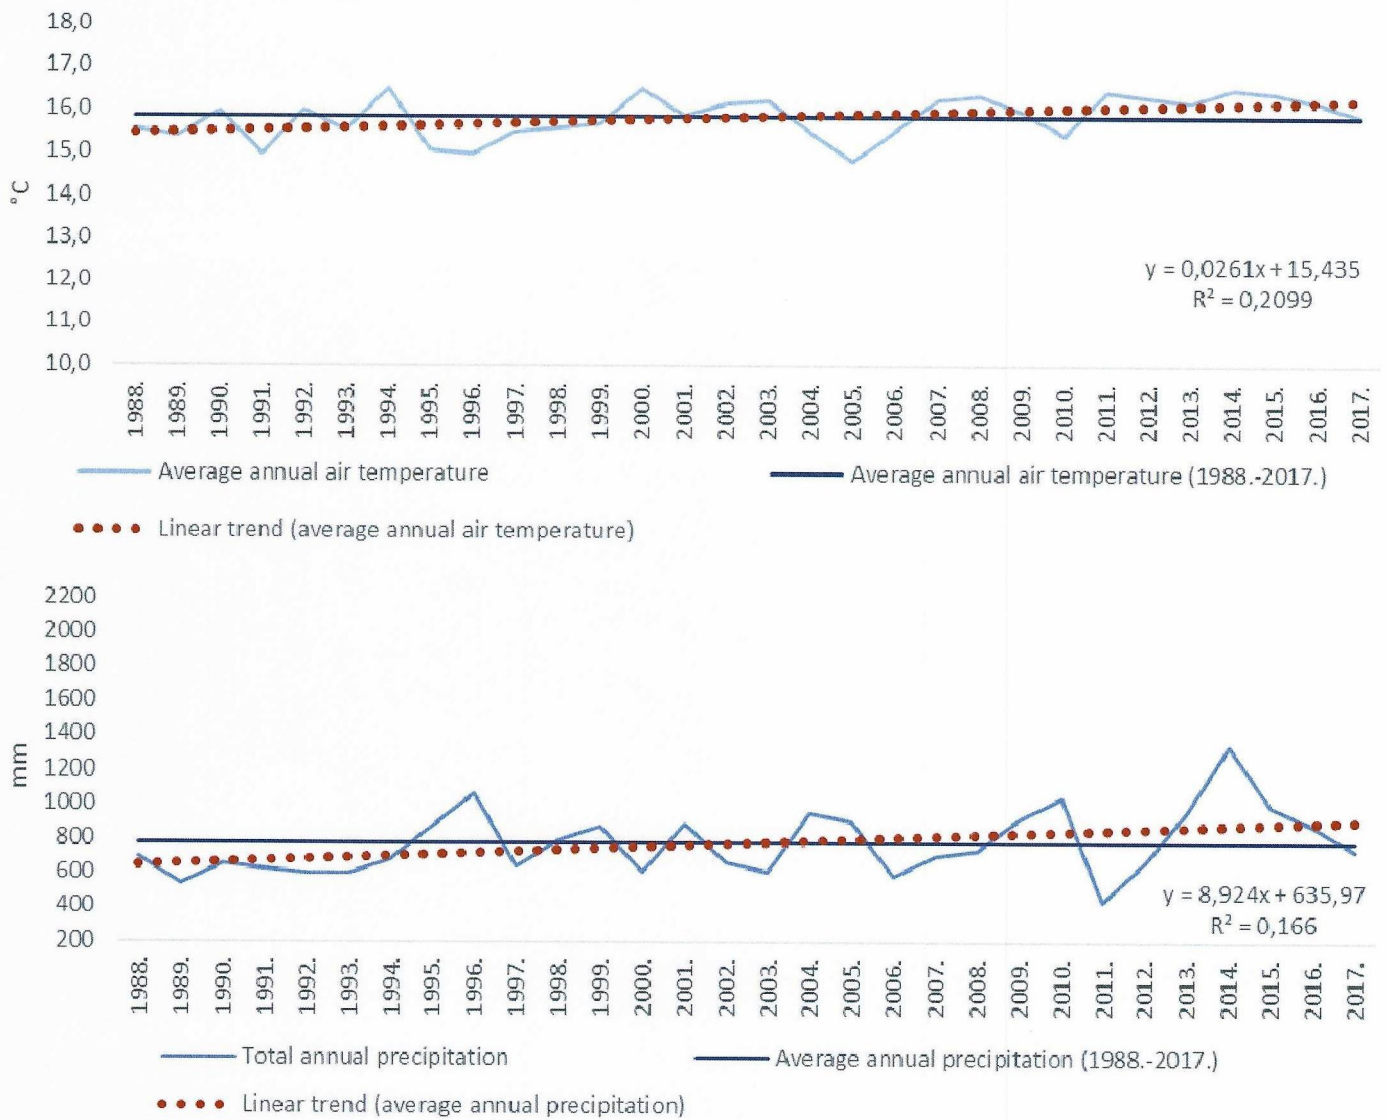 18,0
17,0
16,0
15,0
14,0
13,0
12,0
11,0
10,0
°C
y = 0,0261x + 15,435
R² = 0,2099
1988. 1989. 1990. 1991. 1992. 1993. 1994. 1995. 1996. 1997. 1998. 1999. 2000. 2001. 2002. 2003. 2004. 2005. 2006. 2007. 2008. 2009. 2010. 2011. 2012. 2013. 2014. 2015. 2016. 2017.
Average annual air temperature Average annual air temperature (1988.-2017.)
Linear trend (average annual air temperature)
2200
2000
1800
1600
1400
1200
1000
800
600
400
200
mm
y = 8,924x + 635,97
R² = 0,166
1988. 1989. 1990. 1991. 1992. 1993. 1994. 1995. 1996. 1997. 1998. 1999. 2000. 2001. 2002. 2003. 2004. 2005. 2006. 2007. 2008. 2009. 2010. 2011. 2012. 2013. 2014. 2015. 2016. 2017.
Total annual precipitation Average annual precipitation (1988.-2017.)
Linear trend (average annual precipitation)